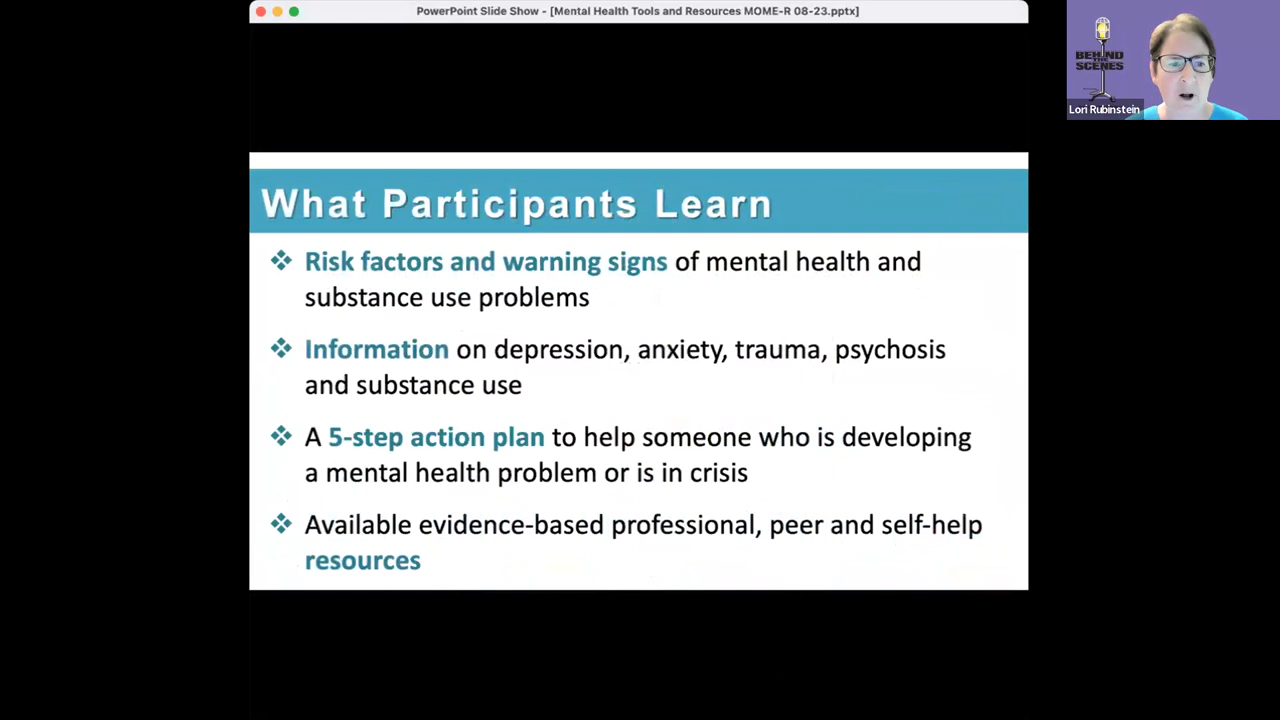 PowerPoint Slide Show - [Mental Health Tools and Resources MOME-R 08-23.pptx]
BEHIND
THE
SCENES
Lori Rubinstein
What Participants Learn
Risk factors and warning signs of mental health and
substance use problems
Information on depression, anxiety, trauma, psychosis
and substance use
A 5-step action plan to help someone who is developing
a mental health problem or is in crisis
Available evidence-based professional, peer and self-help
resources